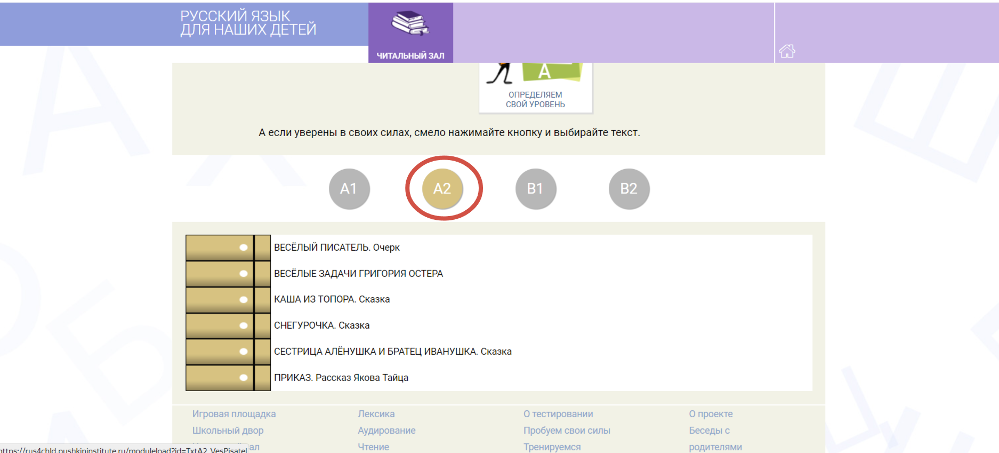 РУССКИЙ ЯЗЫК
ДЛЯ НАШИХ ДЕТЕЙ
ЧИТАЛЬНЫЙ ЗАЛ
А
ОПРЕДЕЛЯЕМ
СВОЙ УРОВЕНЬ
А если уверены в своих силах, смело нажимайте кнопку и выбирайте текст.
A1
A2
B1
B2
ВЕСЁЛЫЙ ПИСАТЕЛЬ. Очерк
ВЕСЁЛЫЕ ЗАДАЧИ ГРИГОРИЯ ОСТЕРА
КАША ИЗ ТОПОРА. Сказка
СНЕГУРОЧКА. Сказка
СЕСТРИЦА АЛЁНУШКА И БРАТЕЦ ИВАНУШКА. Сказка
ПРИКАЗ. Рассказ Якова Тайца
Игровая площадка
Школьный двор
Лексика
Аудирование
Чтение
О тестировании
Пробуем свои силы
Тренируемся
О проекте
Беседы с
родителями
https://rus4chld.pushkininstitute.ru/moduleload?id=TxtA2_VesPisatel